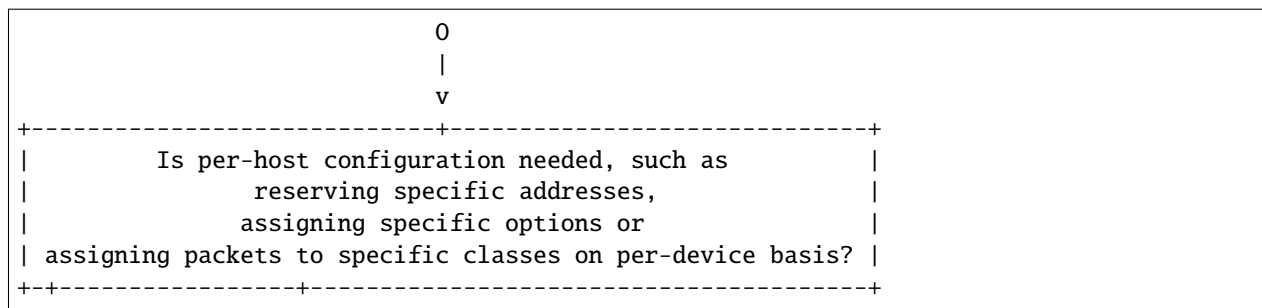 O
                              |
                              v
+-----------------------------+------------------------------+
|         Is per-host configuration needed, such as          |
|                reserving specific addresses,               |
|               assigning specific options or                |
| assigning packets to specific classes on per-device basis? |
+-+-----------------+----------------------------------------+